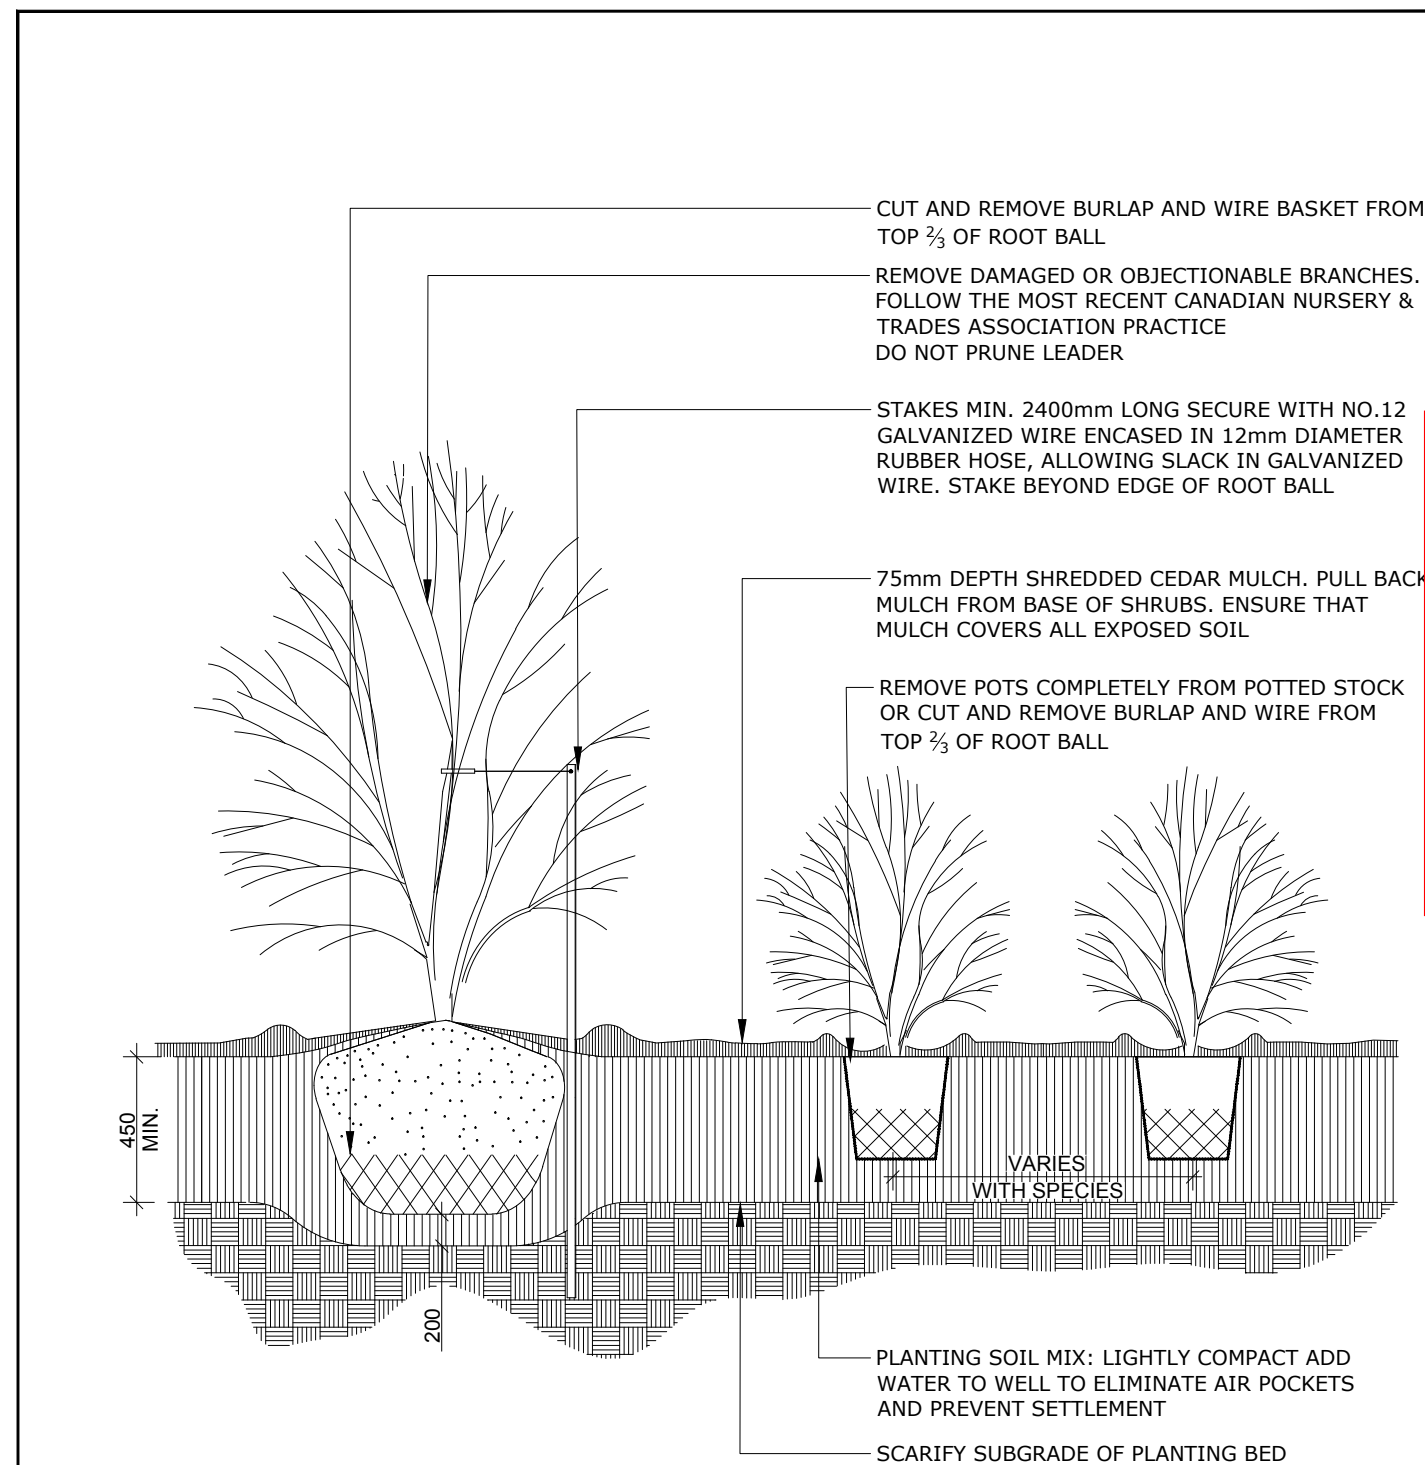 CUT AND REMOVE BURLAP AND WIRE BASKET FROM
TOP ⅔ OF ROOT BALL
REMOVE DAMAGED OR OBJECTIONABLE BRANCHES.
FOLLOW THE MOST RECENT CANADIAN NURSERY &
TRADES ASSOCIATION PRACTICE
DO NOT PRUNE LEADER
STAKES MIN. 2400mm LONG SECURE WITH NO.12
GALVANIZED WIRE ENCASED IN 12mm DIAMETER
RUBBER HOSE, ALLOWING SLACK IN GALVANIZED
WIRE. STAKE BEYOND EDGE OF ROOT BALL
75mm DEPTH SHREDDED CEDAR MULCH. PULL BACK
MULCH FROM BASE OF SHRUBS. ENSURE THAT
MULCH COVERS ALL EXPOSED SOIL
REMOVE POTS COMPLETELY FROM POTTED STOCK
OR CUT AND REMOVE BURLAP AND WIRE FROM
TOP ⅔ OF ROOT BALL
450
MIN.
VARIES
WITH SPECIES
200
PLANTING SOIL MIX: LIGHTLY COMPACT ADD
WATER TO WELL TO ELIMINATE AIR POCKETS
AND PREVENT SETTLEMENT
SCARIFY SUBGRADE OF PLANTING BED